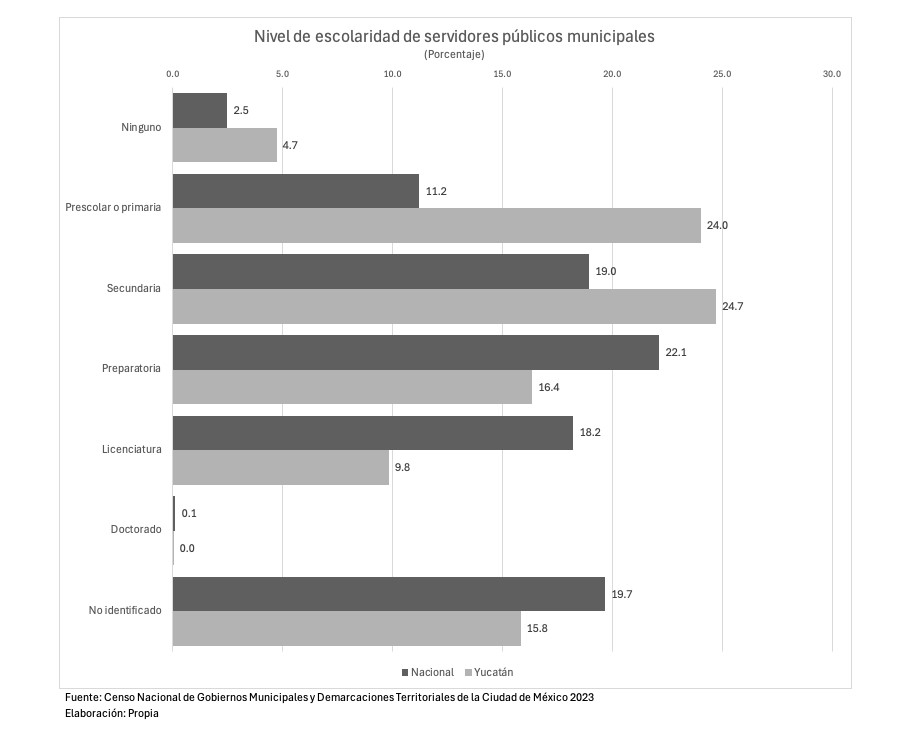 Nivel de escolaridad de servidores públicos municipales
(Porcentaje)
0.0 5.0 10.0 15.0 20.0 25.0 30.0
2.5
Ninguno
4.7
11.2
Prescolar o primaria
24.0
19.0
Secundaria
24.7
22.1
Preparatoria
16.4
18.2
Licenciatura
9.8
0.1
Doctorado
0.0
19.7
No identificado
15.8
Nacional Yucatán
Fuente: Censo Nacional de Gobiernos Municipales y Demarcaciones Territoriales de la Ciudad de México 2023
Elaboración: Propia